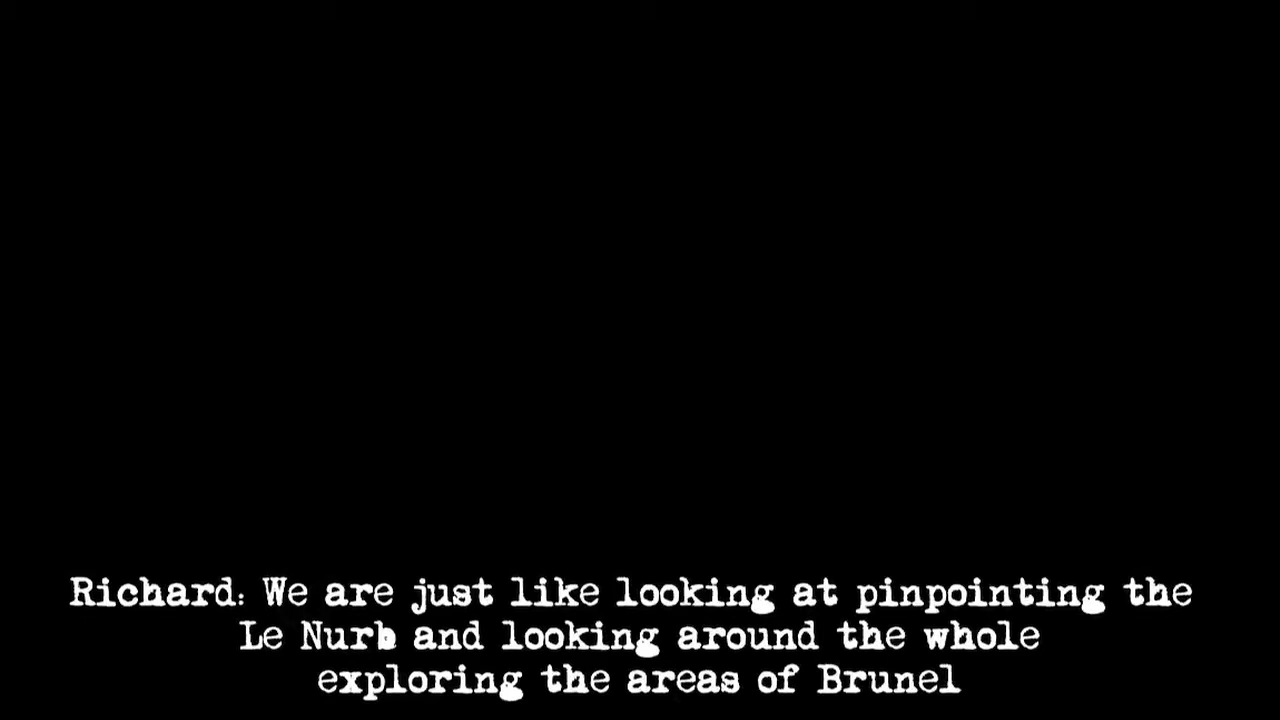 Richard: We are just like looking at pinpointing the
Le Nurb and looking around the whole
exploring the areas of Brunel